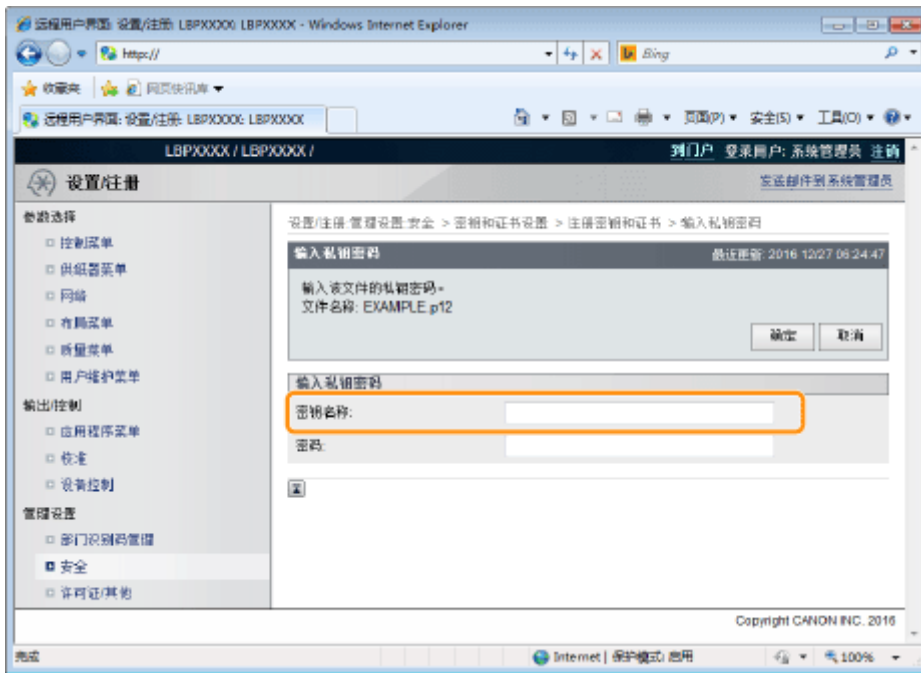 远程用户界面: 设置/注册: LBPXXXX: LBPXXXX - Windows Internet Explorer
https://
Bing
收藏夹 网页快讯库
远程用户界面: 设置/注册: LBPXXXX: LBPXXXX
页面(P) 安全(S) 工具(O)
LBPXXXX / LBPXXXX /
到门户 登录用户: 系统管理员 注销
设置/注册
发送邮件到系统管理员
参数选择
控制菜单
供纸器菜单
网络
布局菜单
质量菜单
用户维护菜单
输出/控制
应用程序菜单
校准
设备控制
管理设置
部门识别码管理
安全
许可证/其他
设置/注册:管理设置:安全 > 密钥和证书设置 > 注册密钥和证书 > 输入私钥密码
输入私钥密码
最近更新: 2016 12/27 06:24:47
输入该文件的私钥密码。
文件名称: EXAMPLE.p12
确定 取消
输入私钥密码
密钥名称:
密码:
Copyright CANON INC. 2016
完成
Internet | 保护模式: 启用
100%